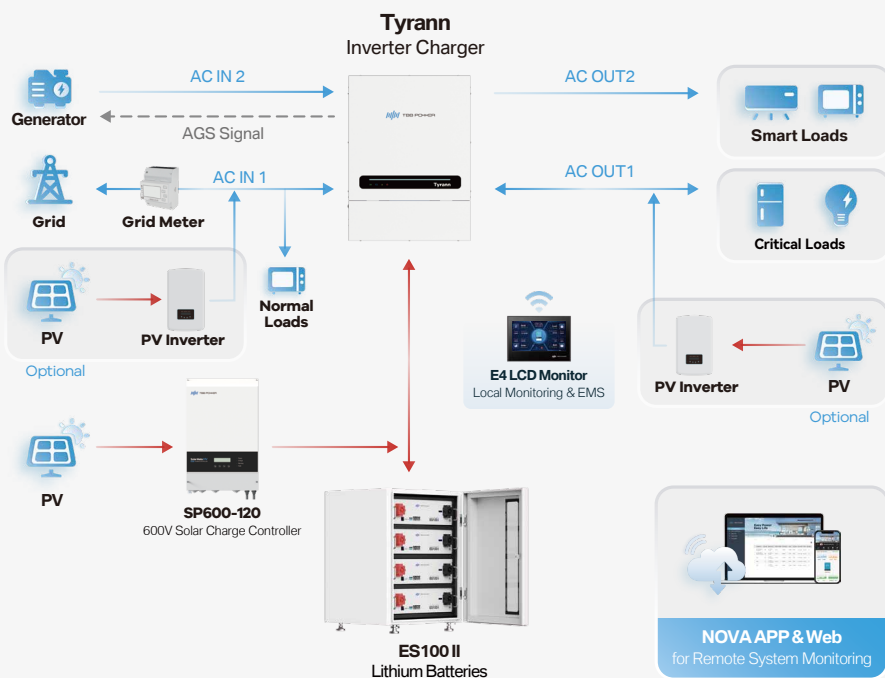 Tyrann
Inverter Charger
AC IN 2
AC OUT2
TBB POWER
Generator
AGS Signal
Smart Loads
Tyrann
AC IN 1
AC OUT1
Grid
Grid Meter
Critical Loads
Normal
Loads
PV
PV Inverter
E4 LCD Monitor
Local Monitoring & EMS
PV Inverter
PV
Optional
Optional
TBB POWER
PV
SP600-120
600V Solar Charge Controller
ES100 II
Lithium Batteries
NOVA APP & Web
for Remote System Monitoring